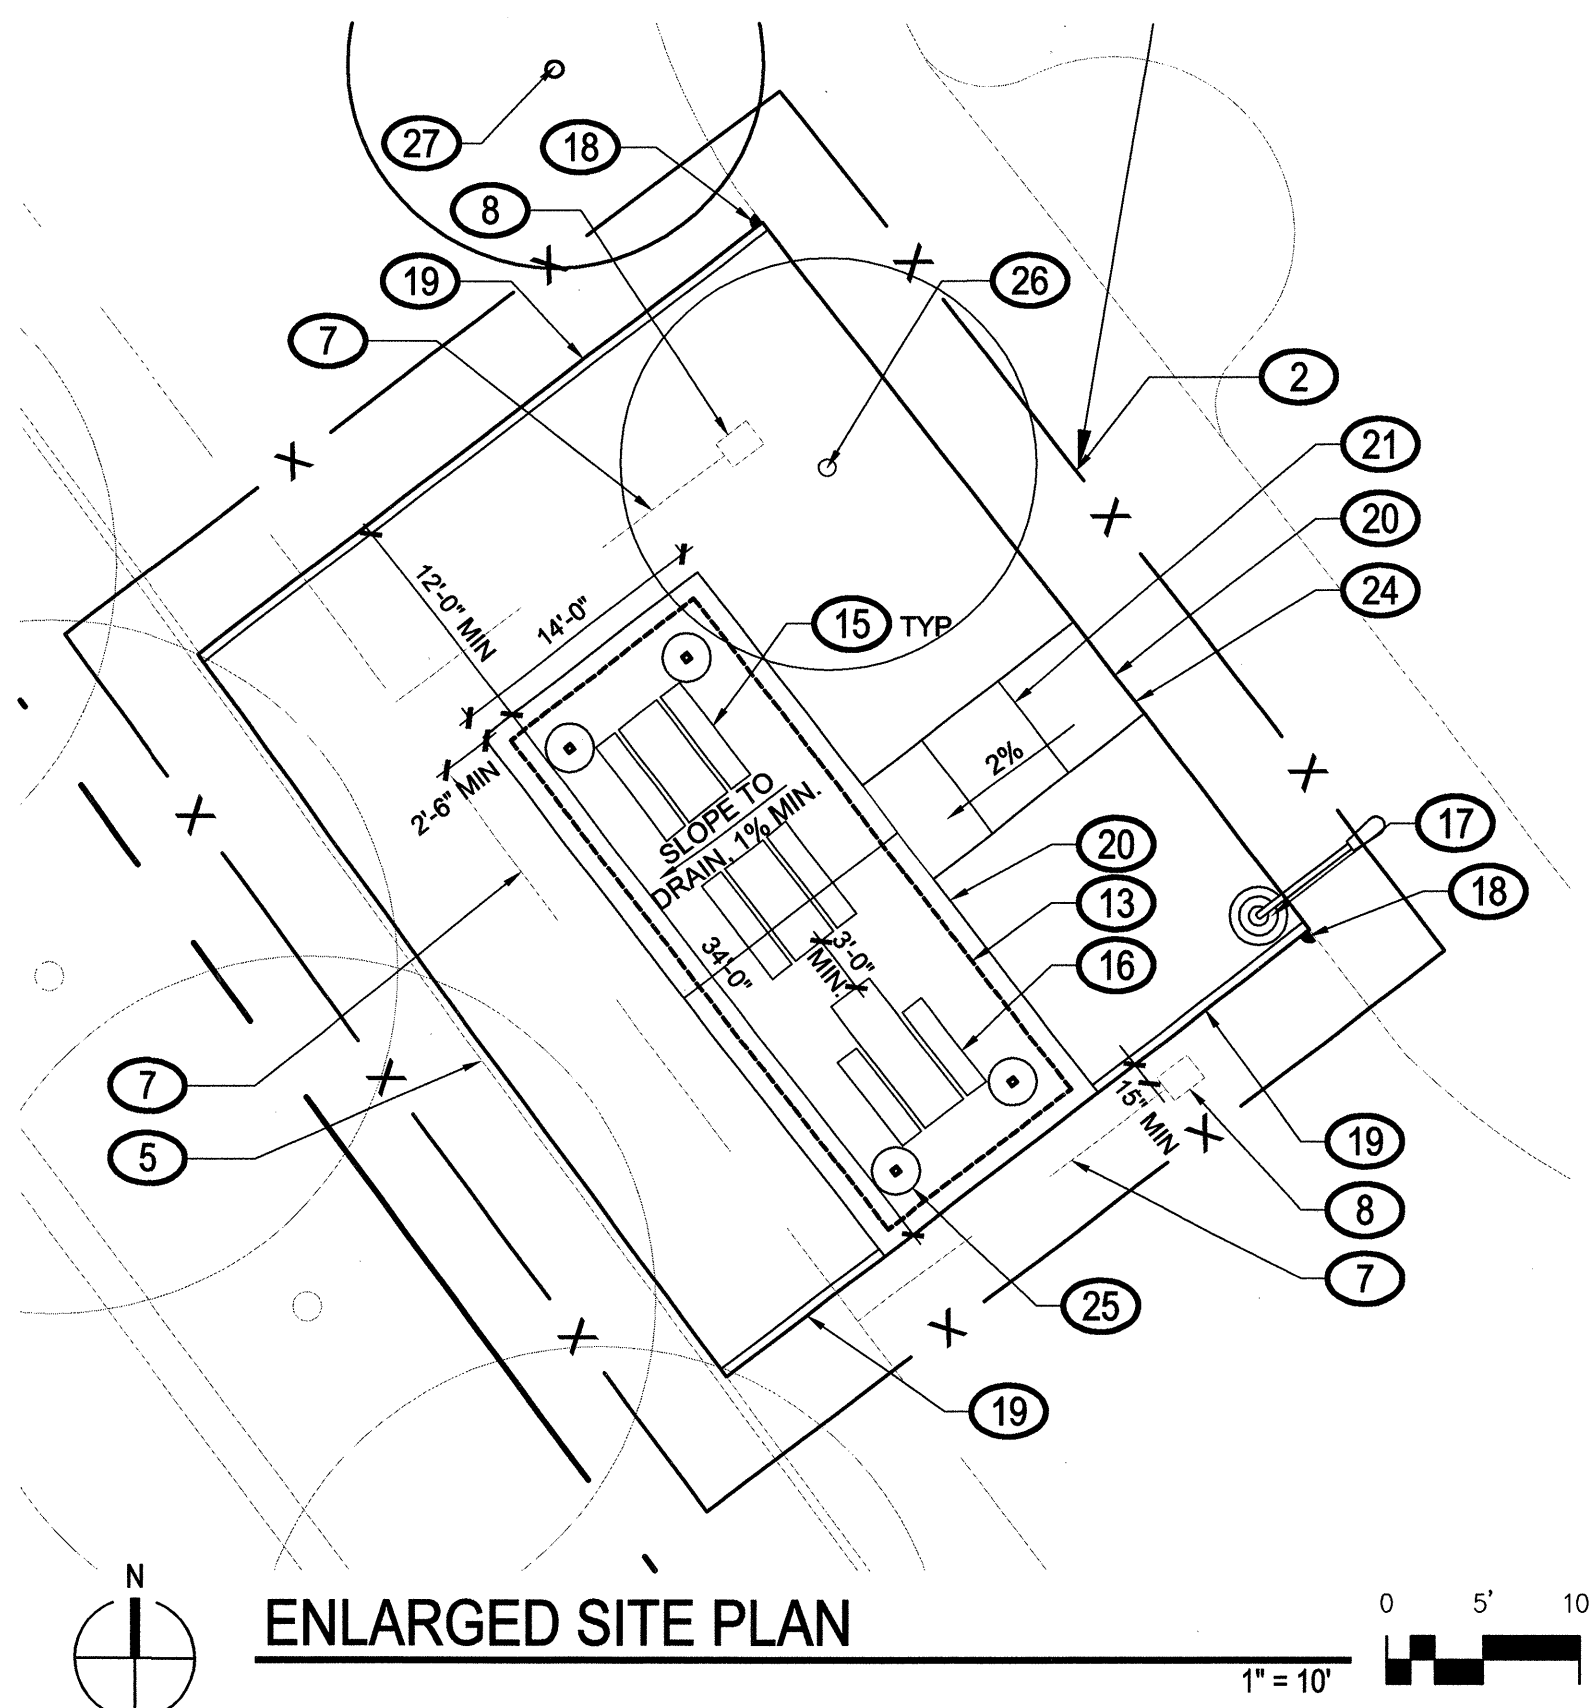 27
18
8
19
26
7
2
21
20
24
12'-0" MIN
14'-0"
15 TYP
2'-6" MIN
2%
SLOPE TO
DRAIN, 1% MIN.
17
20
18
13
34'-0"
3'-0"
MIN.
16
7
15" MIN
5
19
8
7
25
19
N
ENLARGED SITE PLAN
1" = 10'
0 5' 10